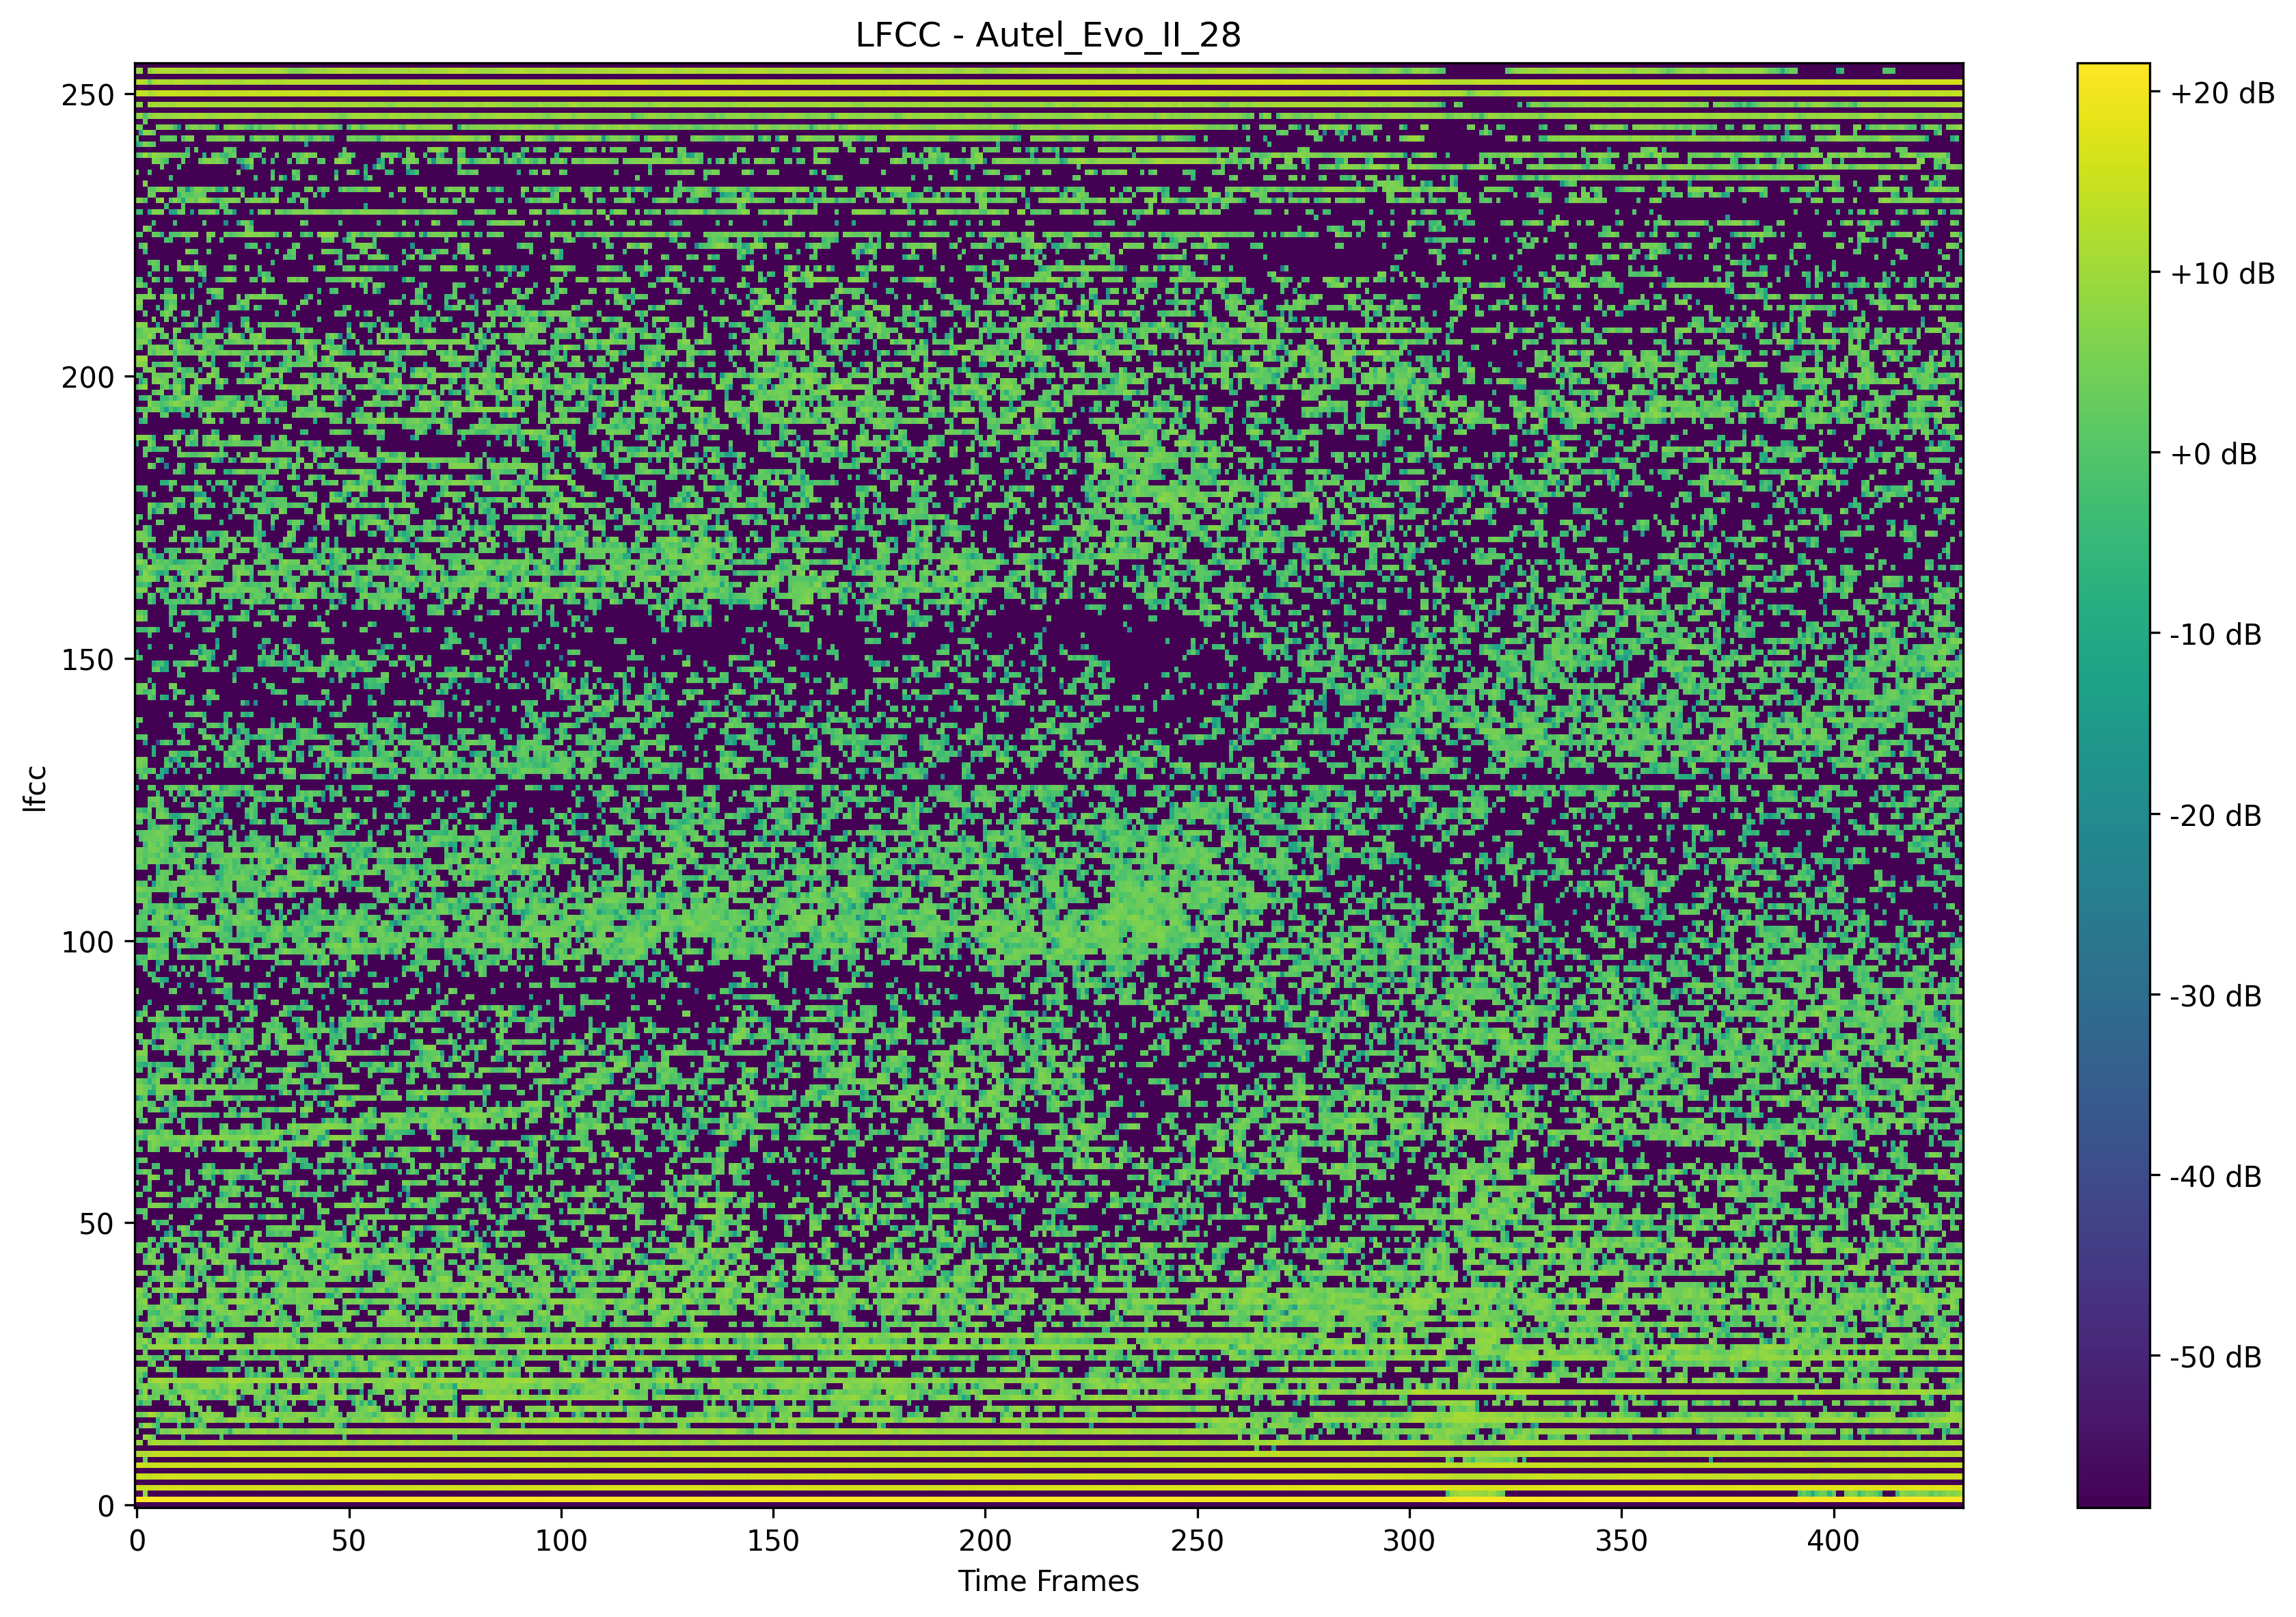 LFCC - Autel_Evo_II_28
lfcc
250
200
150
100
50
0
0 50 100 150 200 250 300 350 400
Time Frames
+20 dB
+10 dB
+0 dB
-10 dB
-20 dB
-30 dB
-40 dB
-50 dB